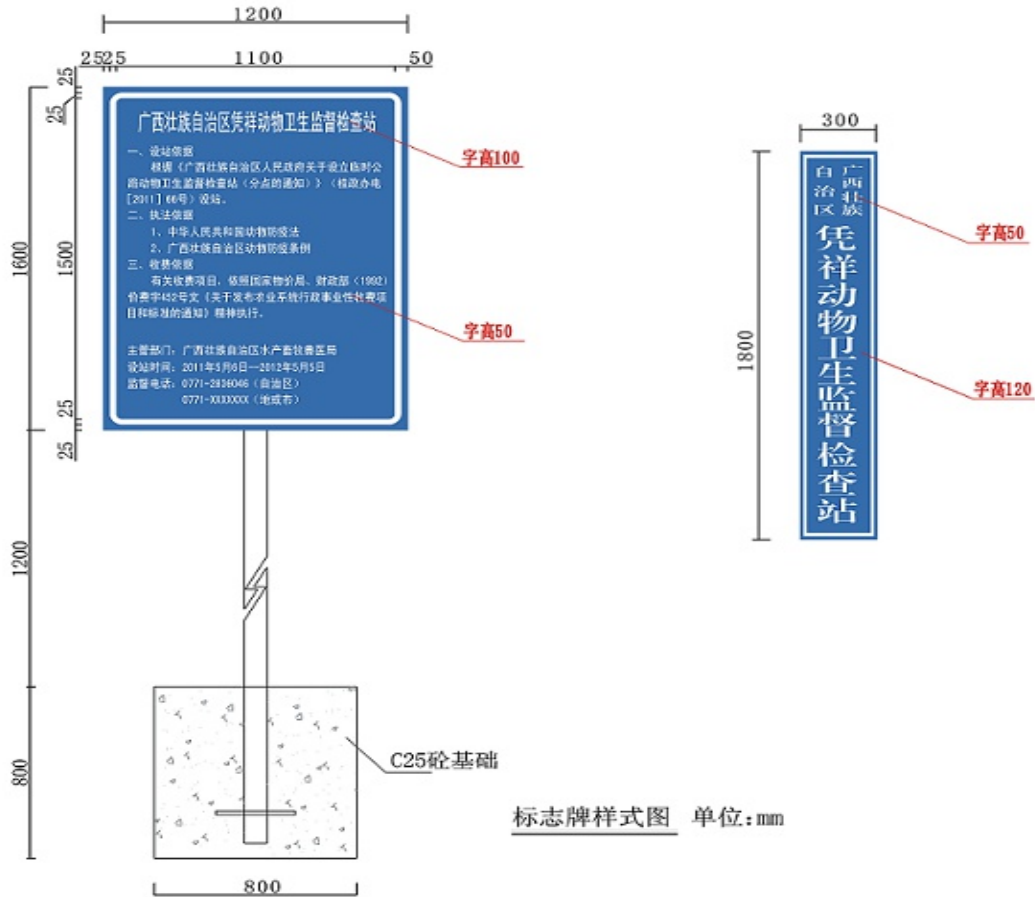 1200
25 25 1100 50
25
25
1600
1500
25
25
1200
800
广西壮族自治区凭祥动物卫生监督检查站
一、设站依据
根据《广西壮族自治区人民政府关于设立临时公
路动物卫生监督检查站(分点的通知)》(桂政办电
[2011]66号)设站。
二、执法依据
1、中华人民共和国动物防疫法
2、广西壮族自治区动物防疫条例
三、收费依据
有关收费项目,依照国家物价局、财政部(1992)
价费字452号文《关于发布农业系统行政事业性收费项
目和标准的通知》精神执行。
主管部门:广西壮族自治区水产畜牧兽医局
设站时间:2011年5月6日--2012年5月5日
监督电话:0771-2836046(自治区)
0771-XXXXXXX(地或市)
字高100
字高50
C25砼基础
800
300
1800
广西壮族
自治区
凭祥动物卫生监督检查站
字高50
字高120
标志牌样式图 单位:mm